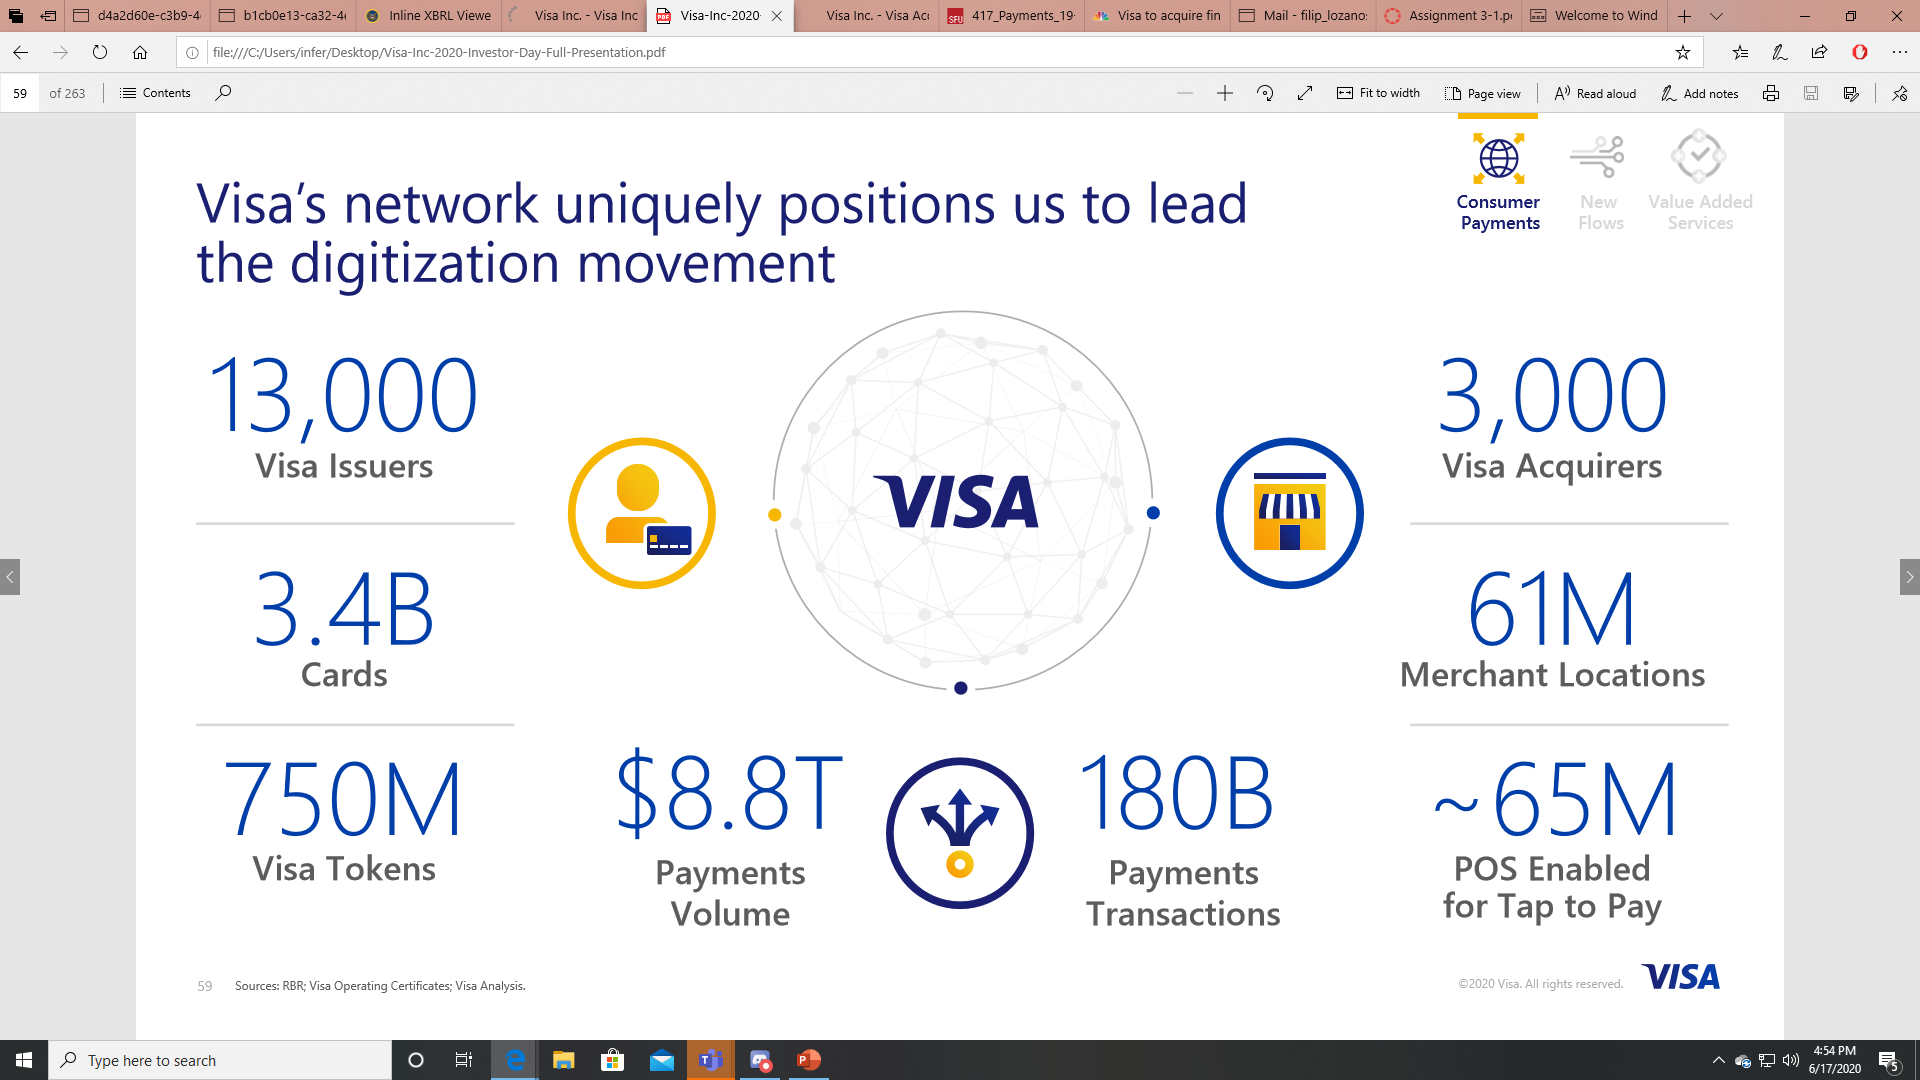 d4a2d60e-c3b9-4
b1cb0e13-ca32-4
Inline XBRL Viewe
Visa Inc. - Visa Inc
Visa-Inc-2020-
Visa Inc. - Visa Acc
417_Payments_19-
Visa to acquire fin
Mail - filip_lozano
Assignment 3-1.p
Welcome to Wind
file:///C:/Users/infer/Desktop/Visa-Inc-2020-Investor-Day-Full-Presentation.pdf
59 of 263 Contents Fit to width Page view Read aloud Add notes
Visa's network uniquely positions us to lead
the digitization movement
Consumer
Payments
New
Flows
Value Added
Services
13,000
Visa Issuers
3.4B
Cards
750M
Visa Tokens
VISA
$8.8T
Payments
Volume
180B
Payments
Transactions
3,000
Visa Acquirers
61M
Merchant Locations
~65M
POS Enabled
for Tap to Pay
59 Sources: RBR; Visa Operating Certificates; Visa Analysis.
©2020 Visa. All rights reserved. VISA
Type here to search
4:54 PM
6/17/2020
5